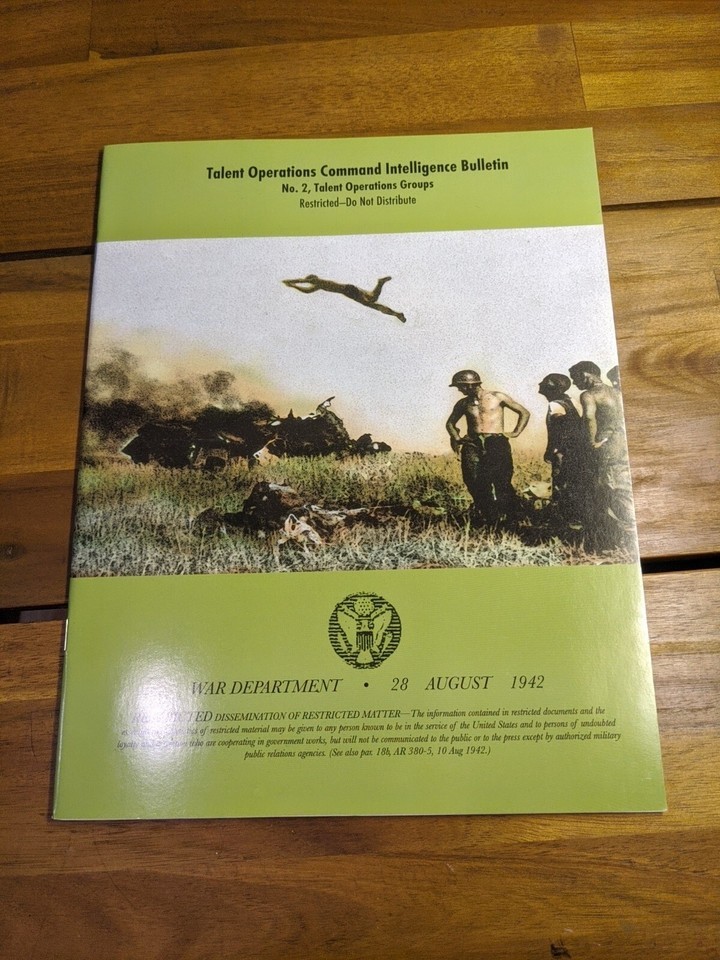 Talent Operations Command Intelligence Bulletin
No. 2, Talent Operations Groups
Restricted–Do Not Distribute
WAR DEPARTMENT • 28 AUGUST 1942
DISSEMINATION OF RESTRICTED MATTER—The information contained in restricted documents and the
of restricted material may be given to any person known to be in the service of the United States and to persons of undoubted
who are cooperating in government works, but will not be communicated to the public or to the press except by authorized military
public relations agencies. (See also par. 18b, AR 380-5, 10 Aug 1942.)